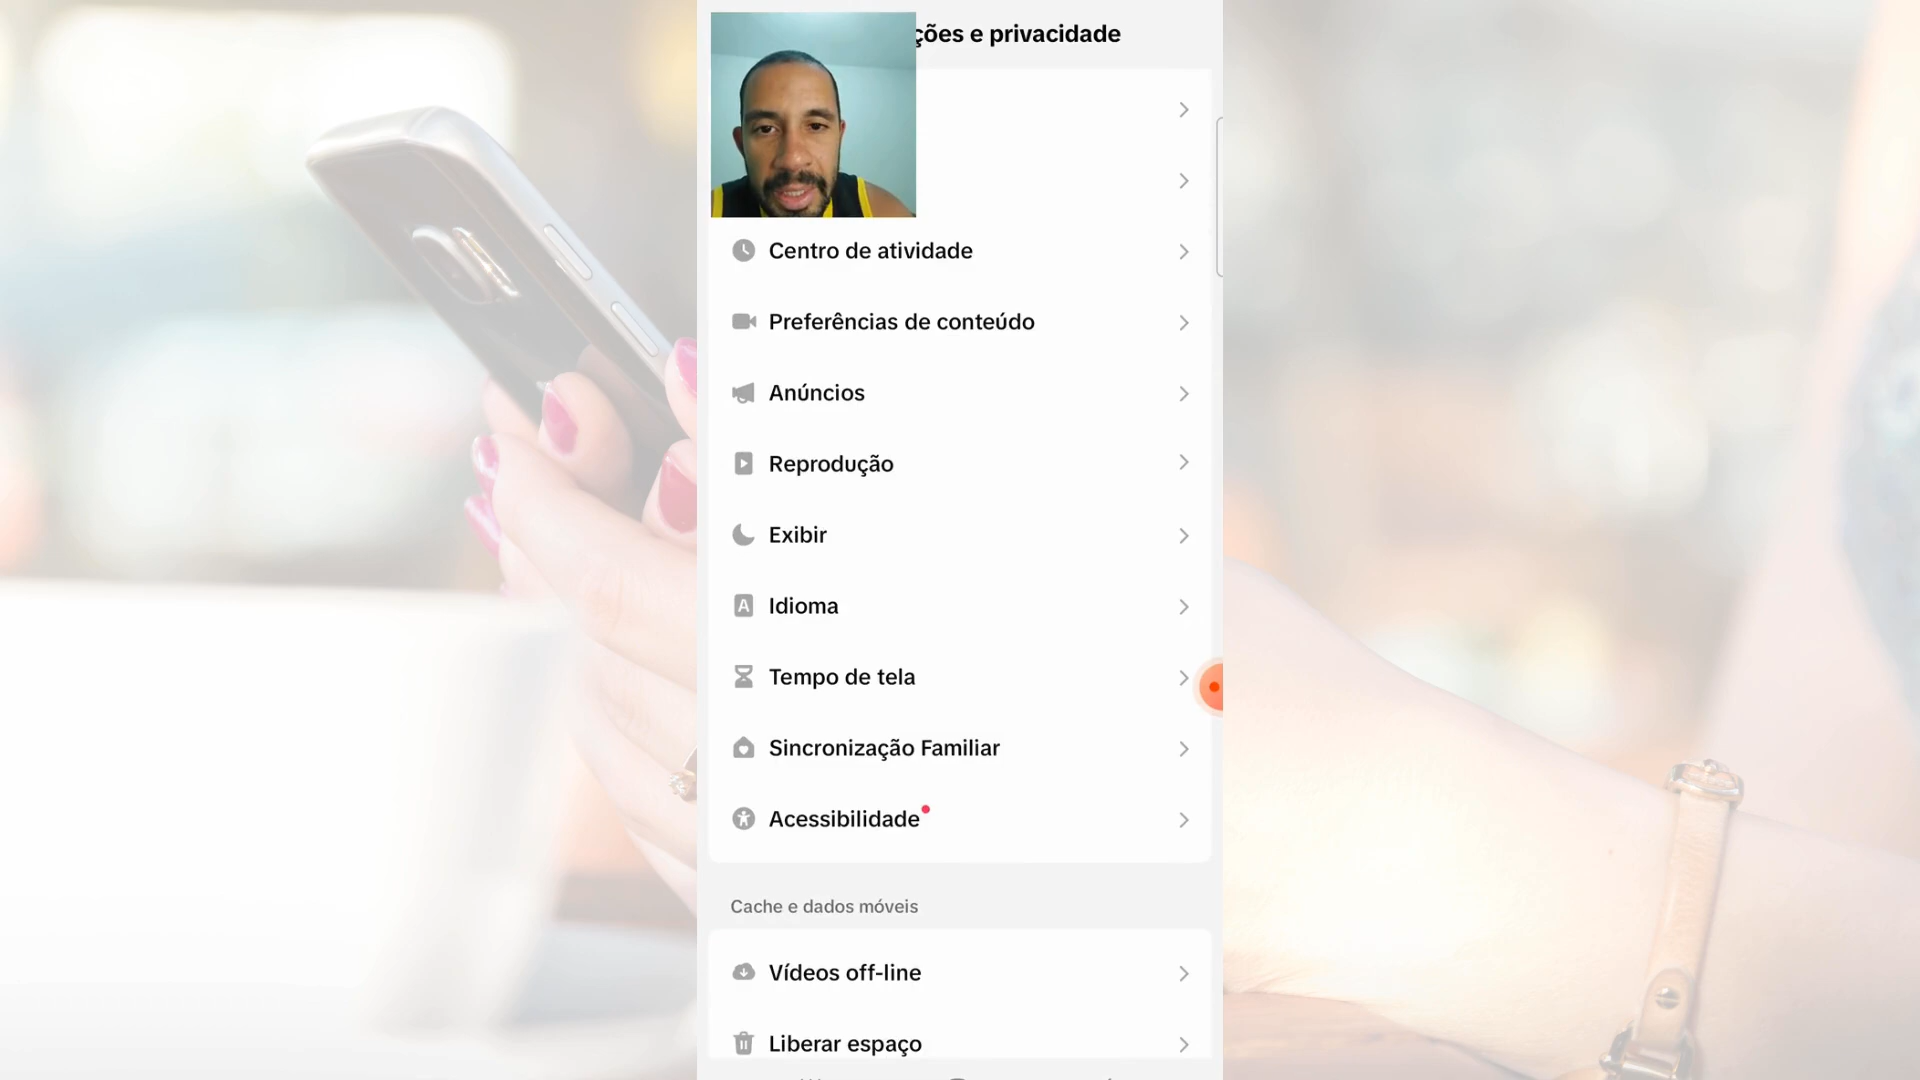 ções e privacidade
Centro de atividade
Preferências de conteúdo
Anúncios
Reprodução
Exibir
Idioma
Tempo de tela
Sincronização Familiar
Acessibilidade
Cache e dados móveis
Vídeos off-line
Liberar espaço